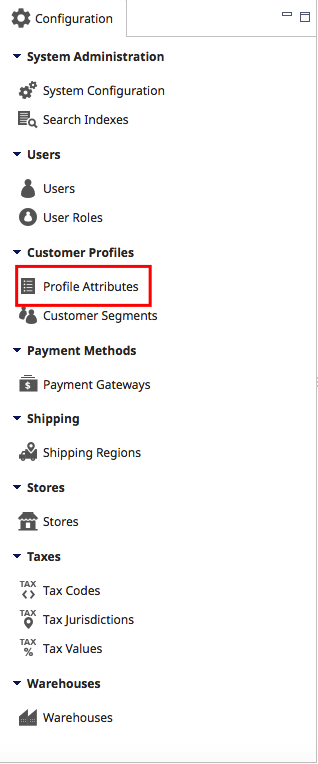 Configuration
System Administration
System Configuration
Search Indexes
Users
Users
User Roles
Customer Profiles
Profile Attributes
Customer Segments
Payment Methods
Payment Gateways
Shipping
Shipping Regions
Stores
Stores
Taxes
TAX Tax Codes
TAX Tax Jurisdictions
TAX % Tax Values
Warehouses
Warehouses